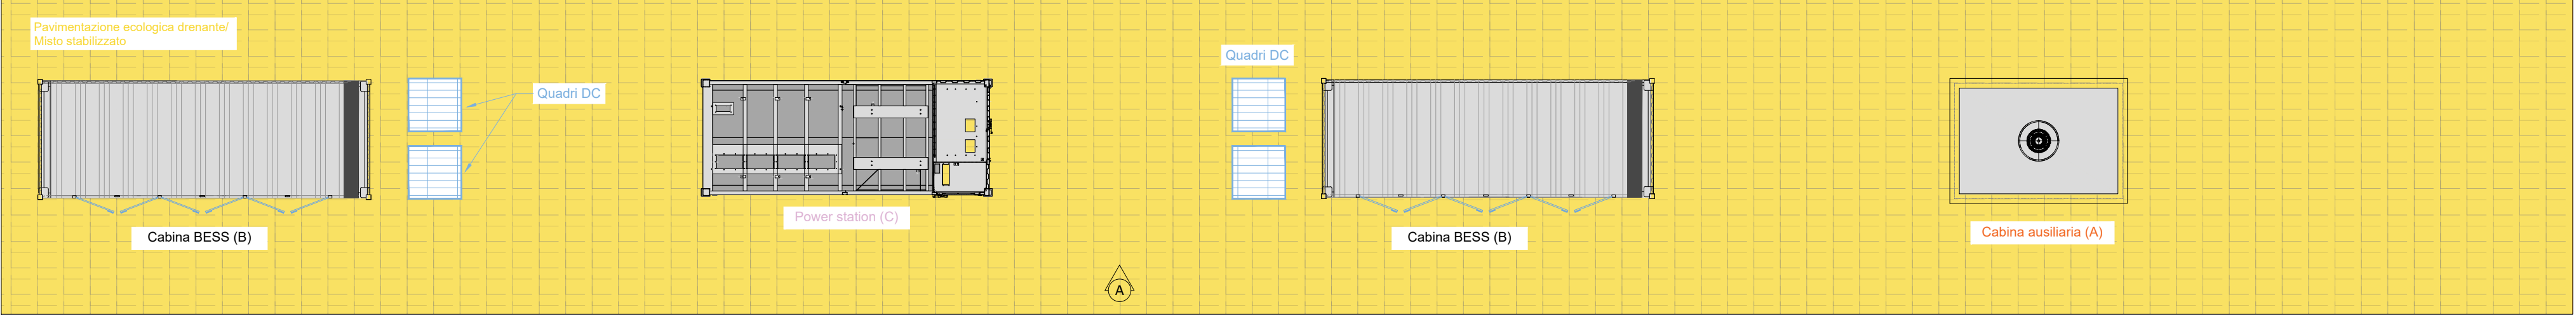 Pavimentazione ecologica drenante/
Misto stabilizzato
Quadri DC
Quadri DC
Power station (C)
Cabina BESS (B)
Cabina BESS (B)
Cabina ausiliaria (A)
A